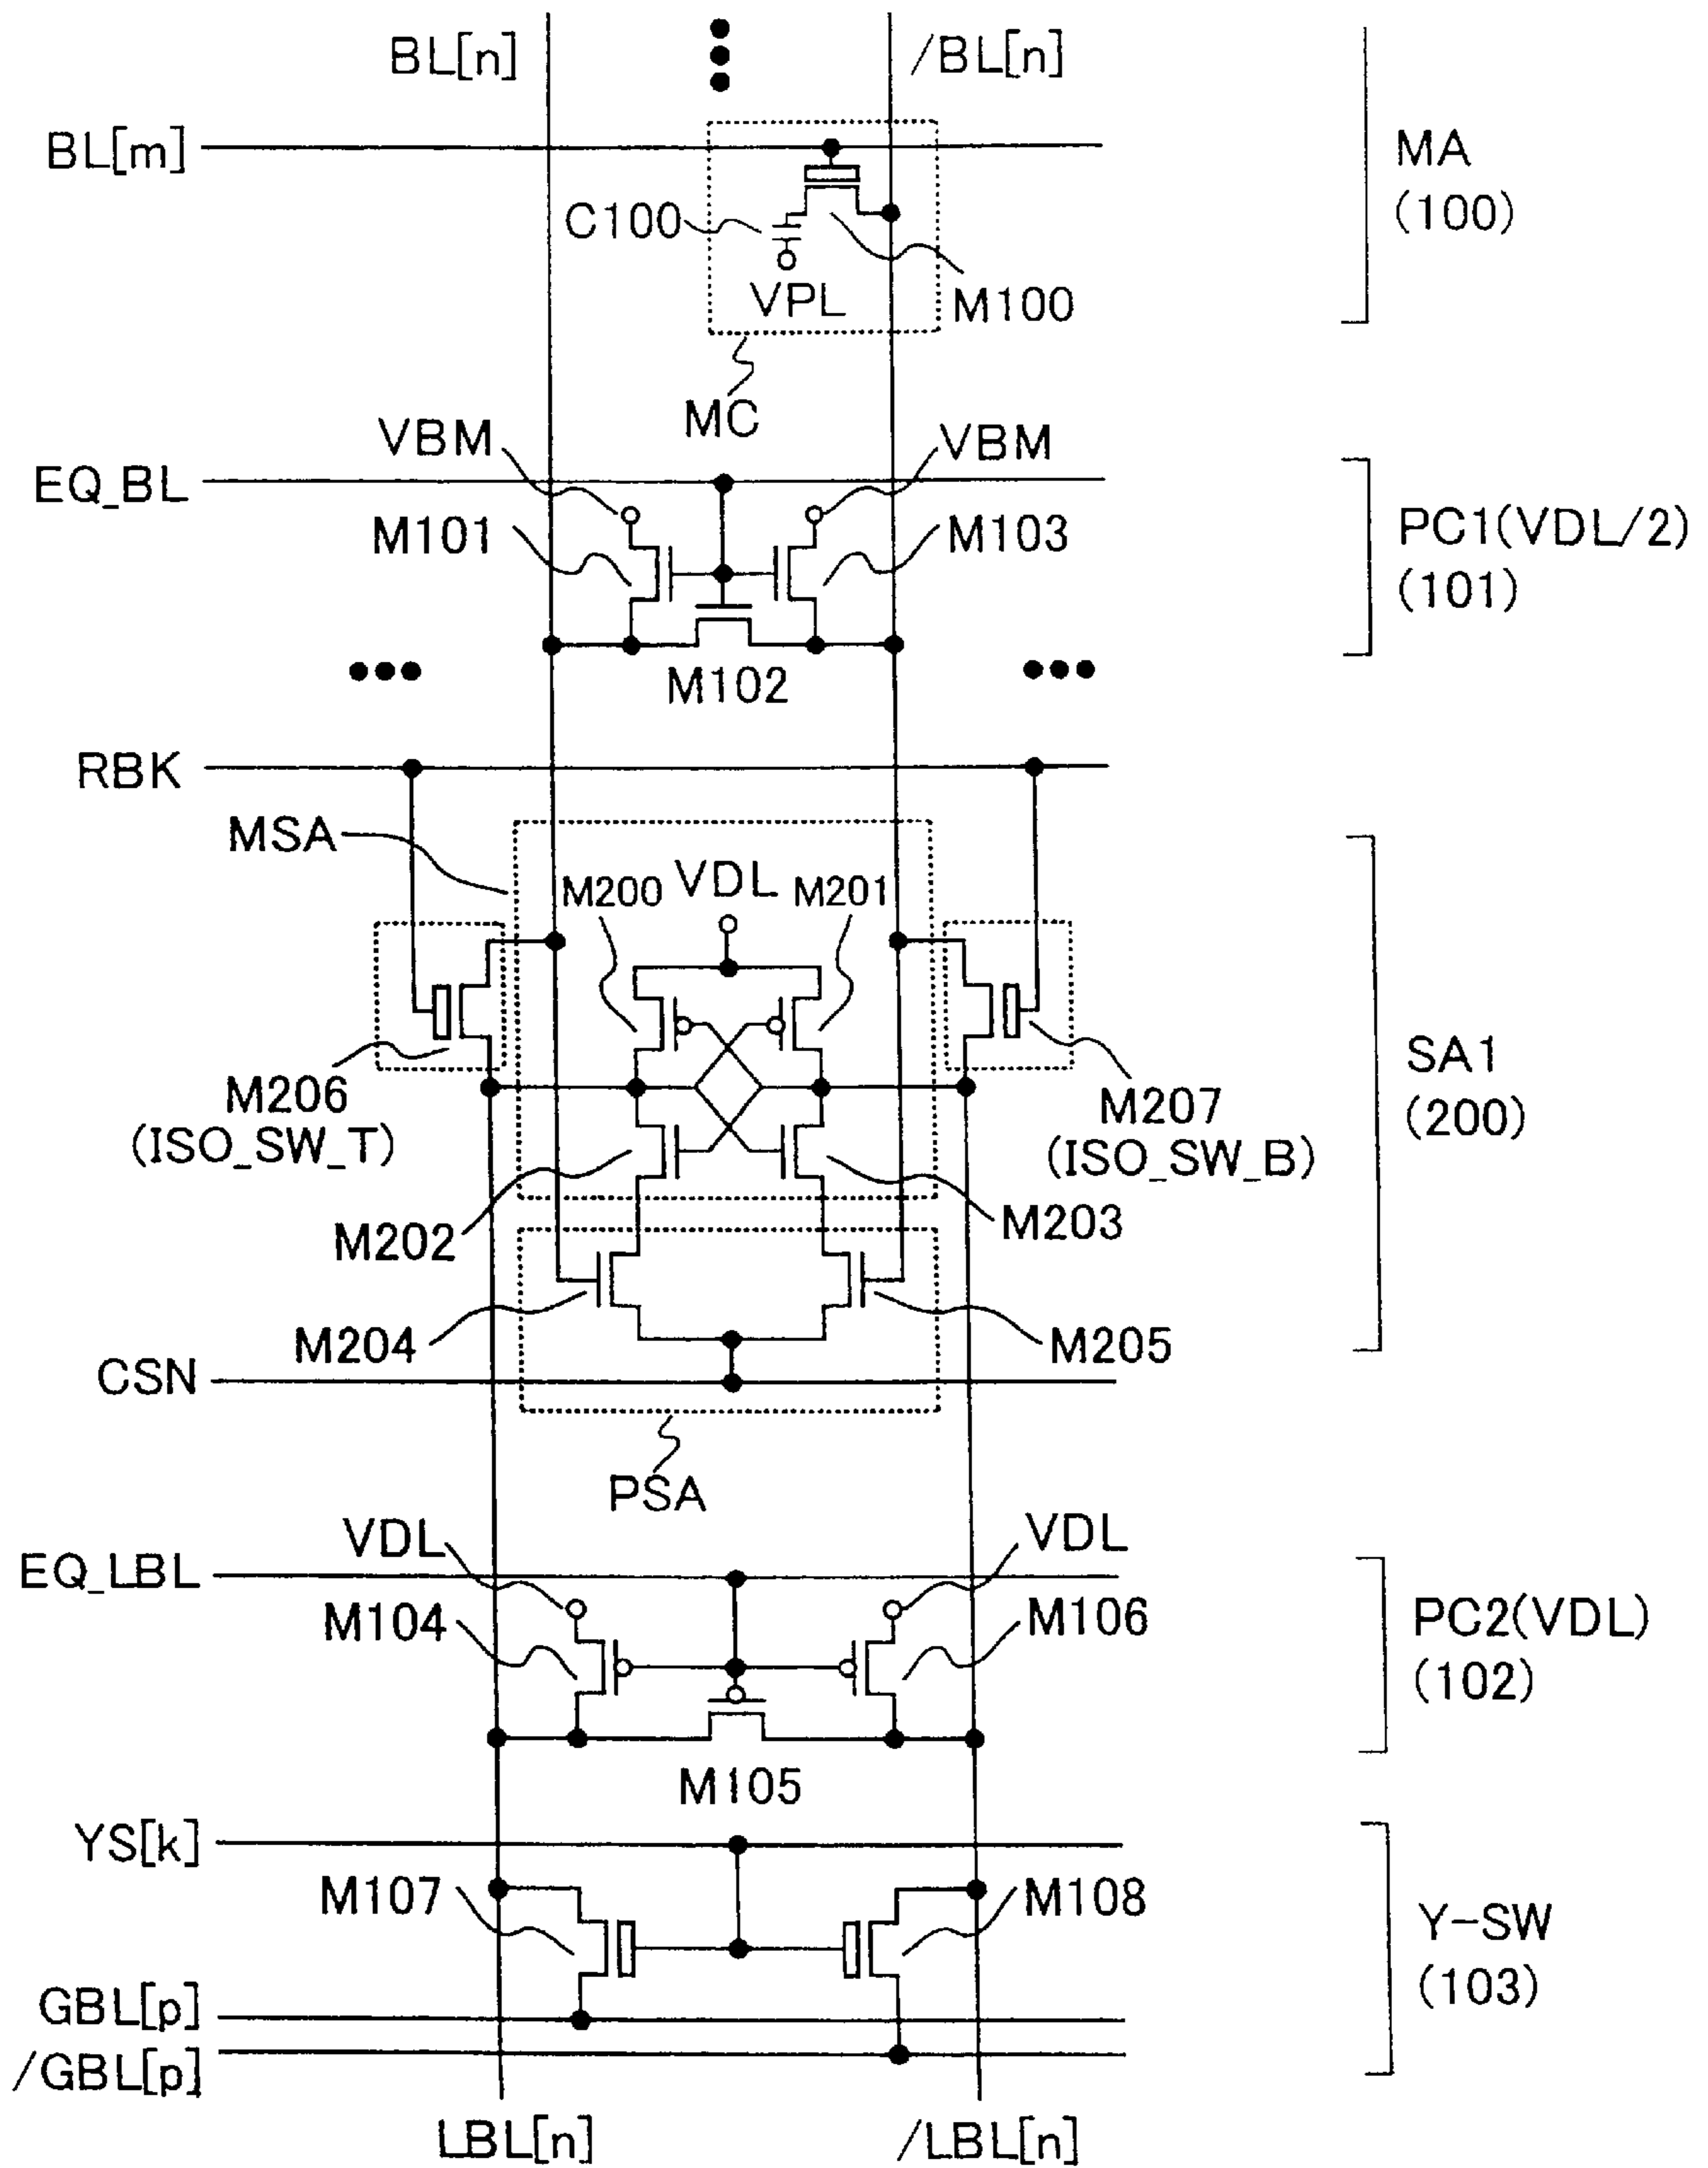 BL[n]
/BL[n]
BL[m]
MA
(100)
C100
VPL
M100
MC
VBM
VBM
EQ_BL
M101
M103
PC1(VDL/2)
(101)
M102
RBK
MSA
M200
VDL
M201
M206
(ISO_SW_T)
M207
(ISO_SW_B)
SA1
(200)
M202
M203
M204
M205
CSN
PSA
VDL
VDL
EQ_LBL
M104
M106
PC2(VDL)
(102)
M105
YS[k]
M107
M108
Y-SW
(103)
GBL[p]
/GBL[p]
LBL[n]
/LBL[n]